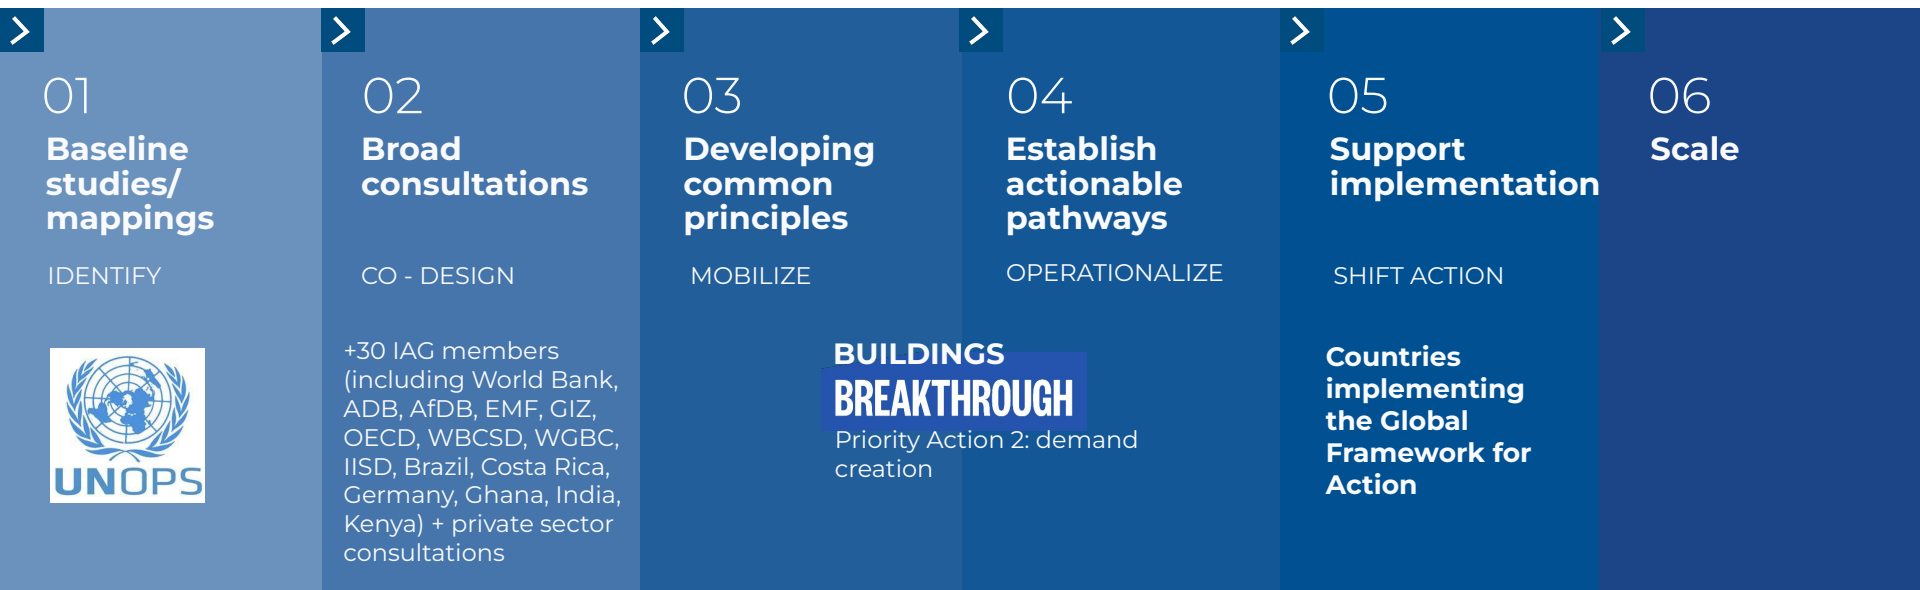 01
Baseline
studies/
mappings
IDENTIFY
UNOPS
02
Broad
consultations
CO - DESIGN
+30 IAG members
(including World Bank,
ADB, AfDB, EMF, GIZ,
OECD, WBCSD, WGBC,
IISD, Brazil, Costa Rica,
Germany, Ghana, India,
Kenya) + private sector
consultations
03
Developing
common
principles
MOBILIZE
04
Establish
actionable
pathways
OPERATIONALIZE
BUILDINGS
BREAKTHROUGH
Priority Action 2: demand
creation
05
Support
implementation
SHIFT ACTION
Countries
implementing
the Global
Framework for
Action
06
Scale